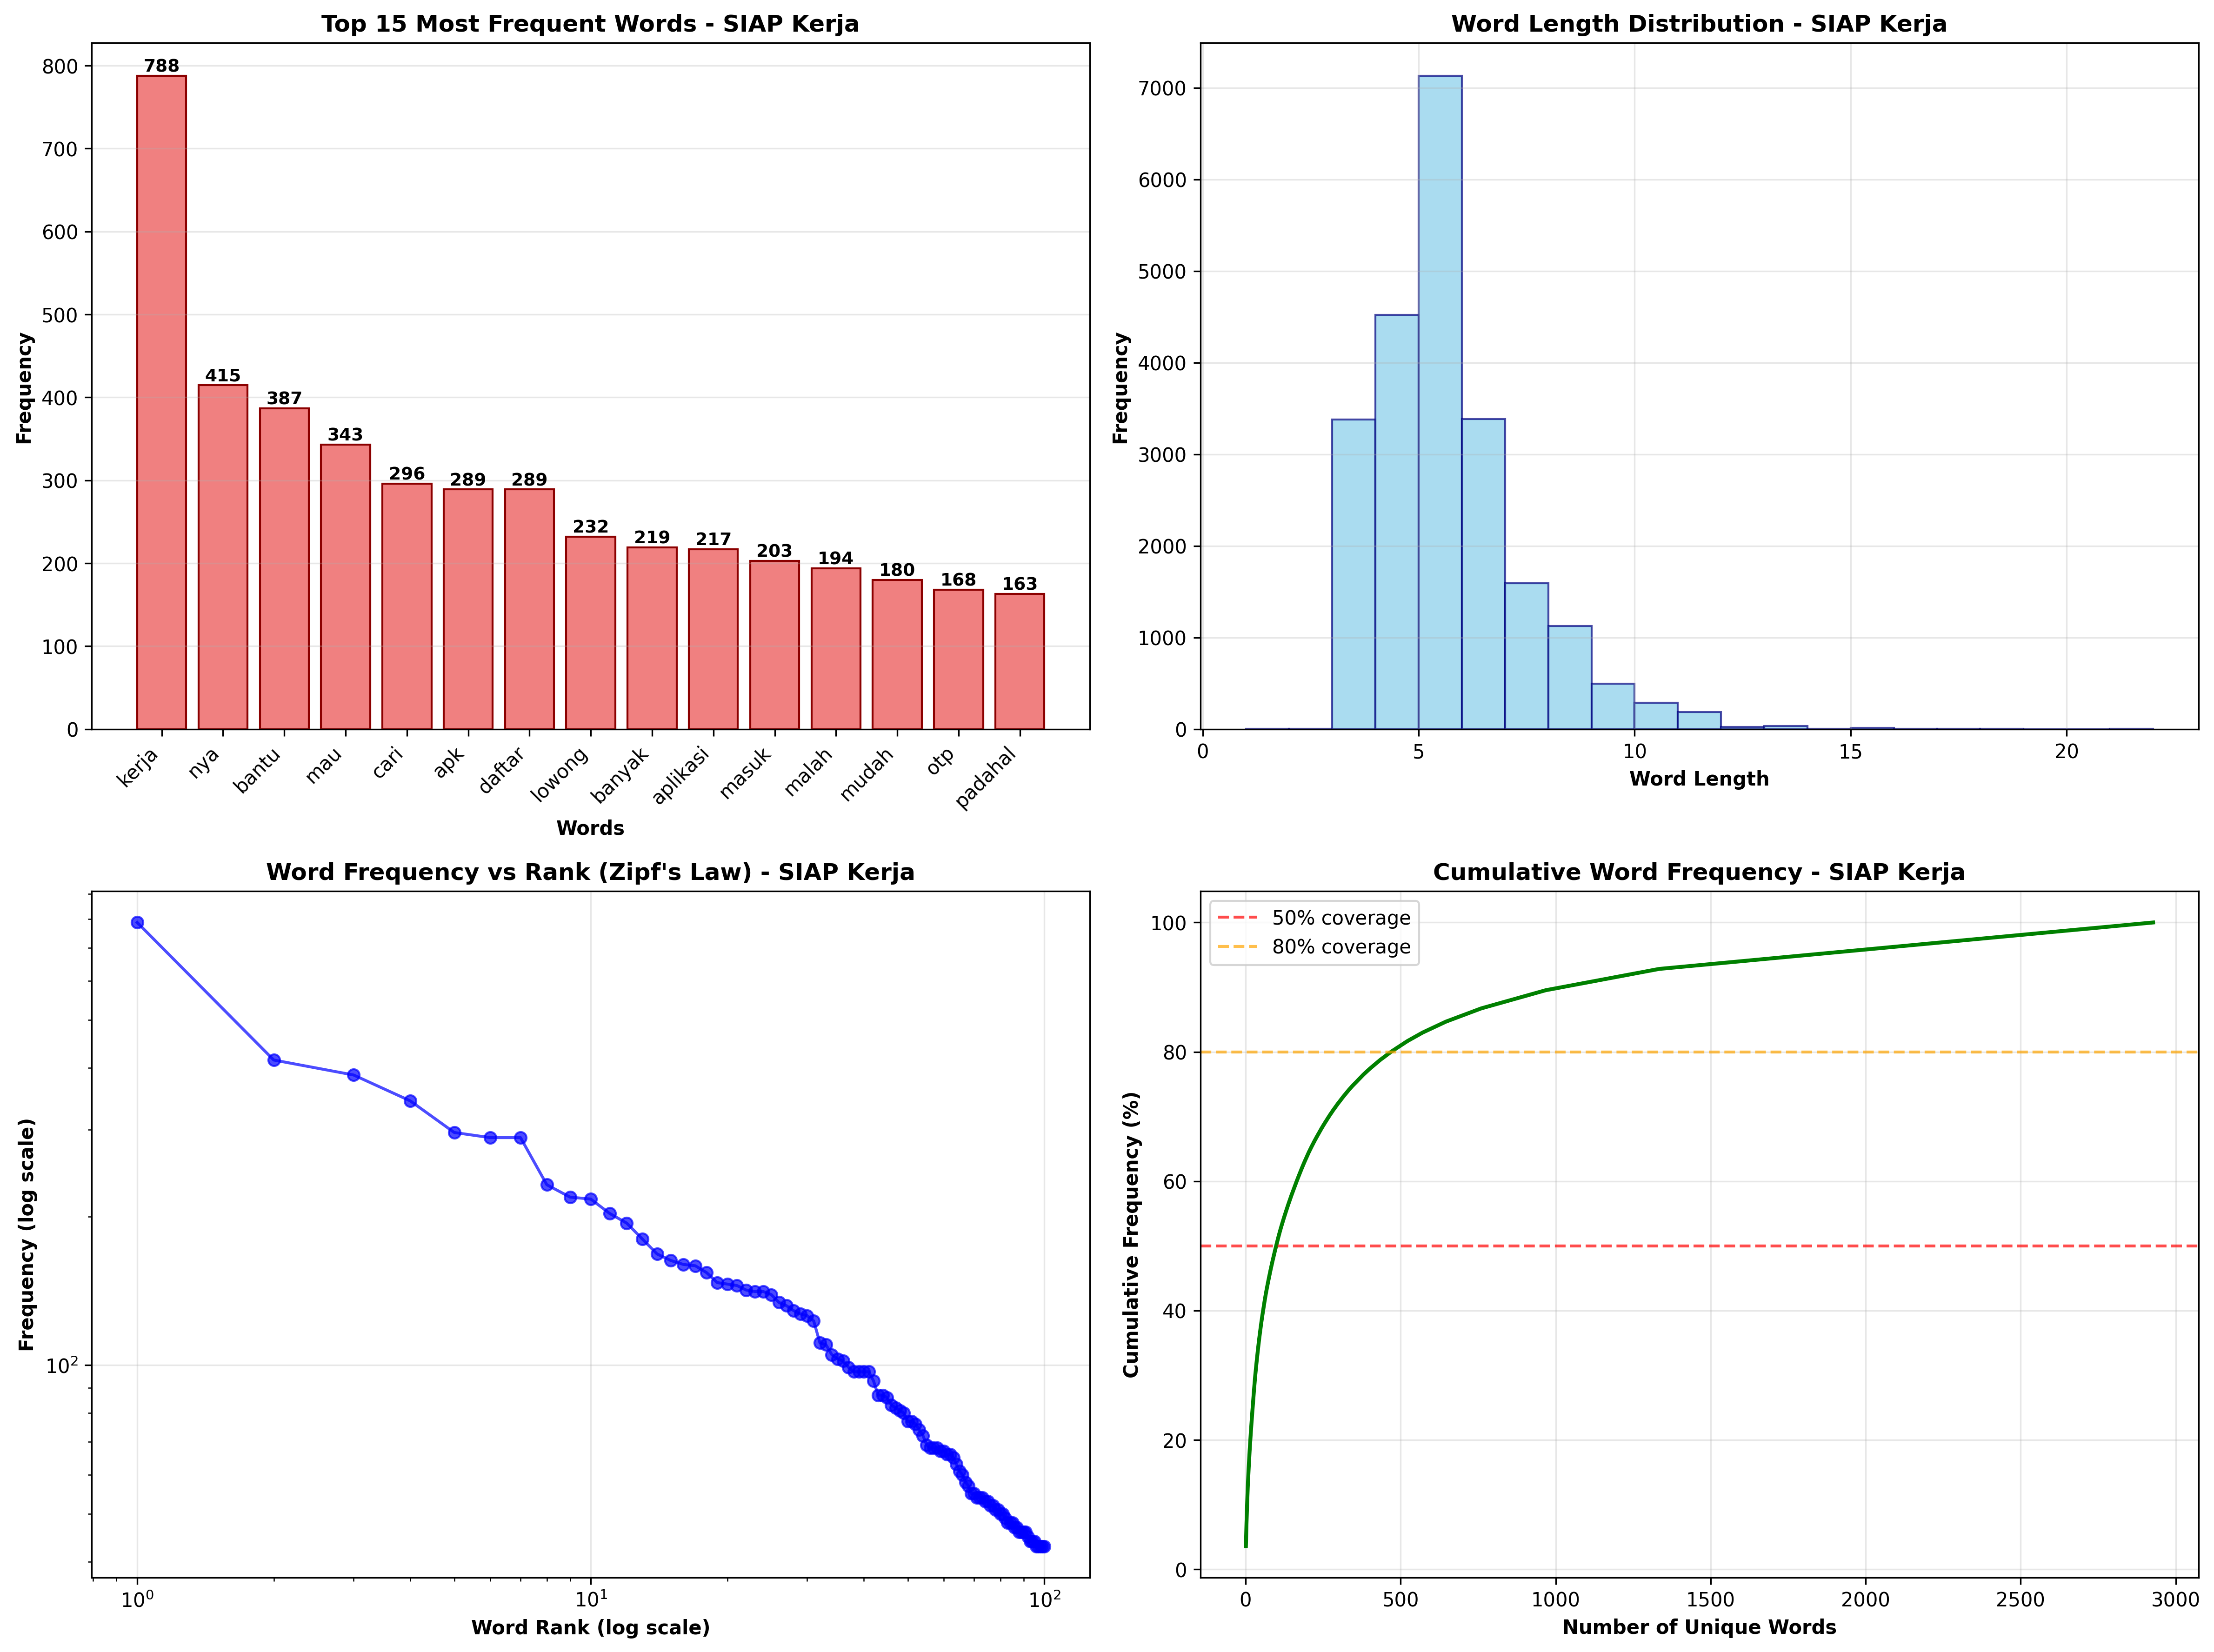 Top 15 Most Frequent Words - SIAP Kerja
Frequency
800
700
600
500
400
300
200
100
0
788
415
387
343
296
289
289
232
219
217
203
194
180
168
163
kerja
nya
bantu
mau
cari
apk
daftar
lowong
banyak
aplikasi
masuk
malah
mudah
otp
padahal
Words
Word Length Distribution - SIAP Kerja
Frequency
7000
6000
5000
4000
3000
2000
1000
0
0 5 10 15 20
Word Length
Word Frequency vs Rank (Zipf's Law) - SIAP Kerja
Frequency (log scale)
10²
10⁰ 10¹ 10²
Word Rank (log scale)
Cumulative Word Frequency - SIAP Kerja
50% coverage
80% coverage
Cumulative Frequency (%)
100
80
60
40
20
0
0 500 1000 1500 2000 2500 3000
Number of Unique Words